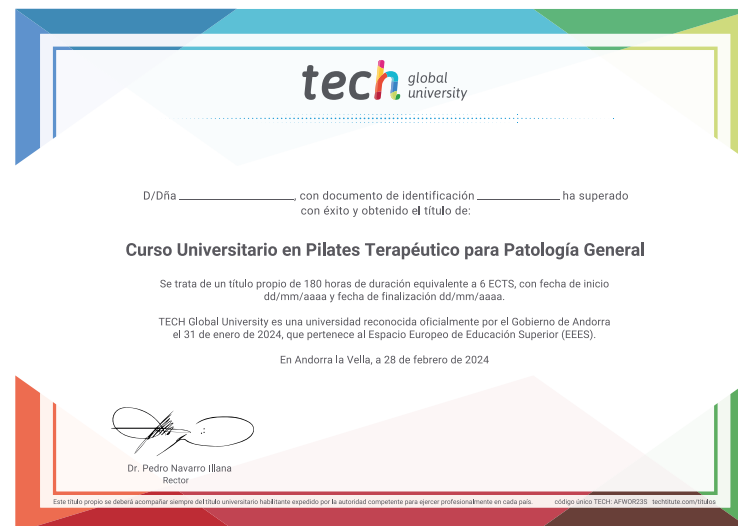 tech global university
D/Dña ____________, con documento de identificación ____________ ha superado
con éxito y obtenido el título de:
Curso Universitario en Pilates Terapéutico para Patología General
Se trata de un título propio de 180 horas de duración equivalente a 6 ECTS, con fecha de inicio
dd/mm/aaaa y fecha de finalización dd/mm/aaaa.
TECH Global University es una universidad reconocida oficialmente por el Gobierno de Andorra
el 31 de enero de 2024, que pertenece al Espacio Europeo de Educación Superior (EEES).
En Andorra la Vella, a 28 de febrero de 2024
Dr. Pedro Navarro Illana
Rector
Este título propio se deberá acompañar siempre del título universitario habilitante expedido por la autoridad competente para ejercer profesionalmente en cada país. código único TECH: AFWOR23S techtitute.com/titulos